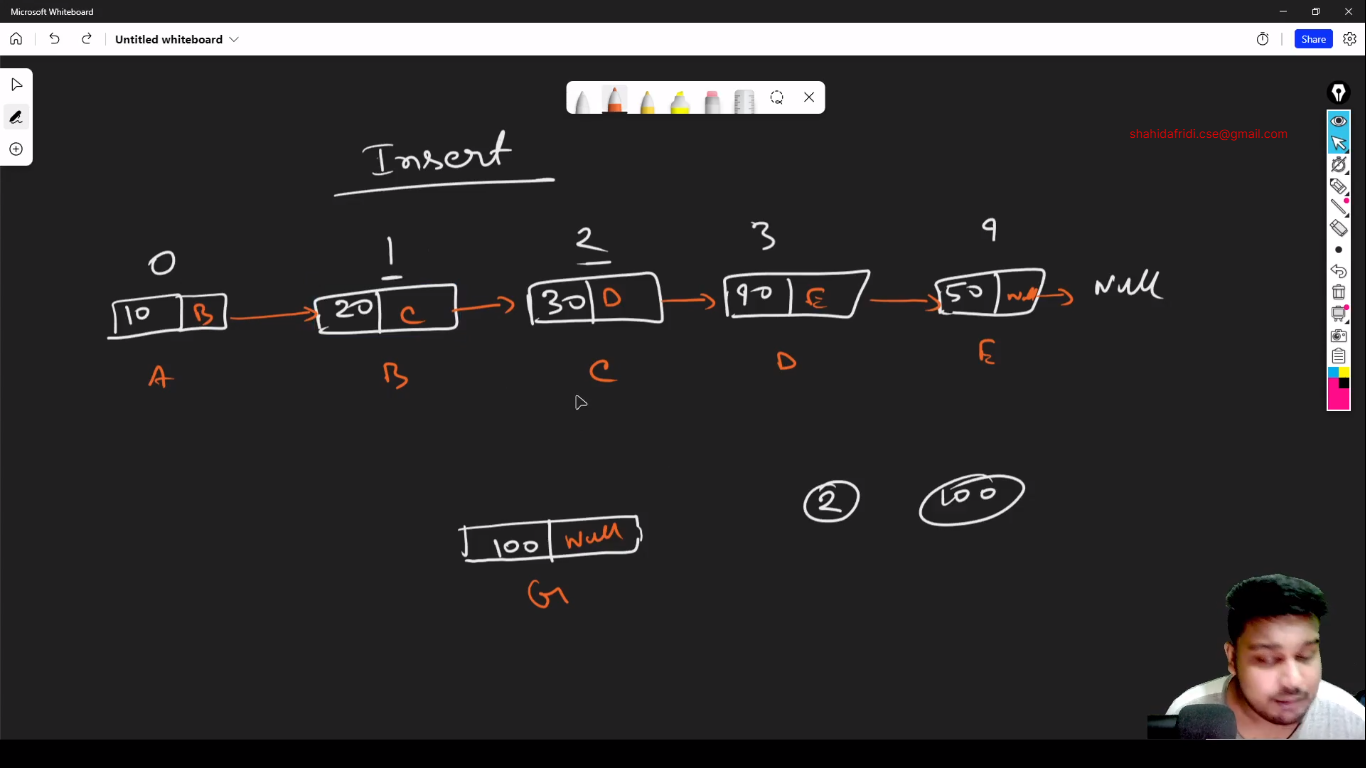 Microsoft Whiteboard
Untitled whiteboard
Share
shahidafridi.cse@gmail.com
Insert
0 1 2 3 4
10 B 20 C 30 D 40 E 50 Null Null
A B C D E
2 100
100 Null
G